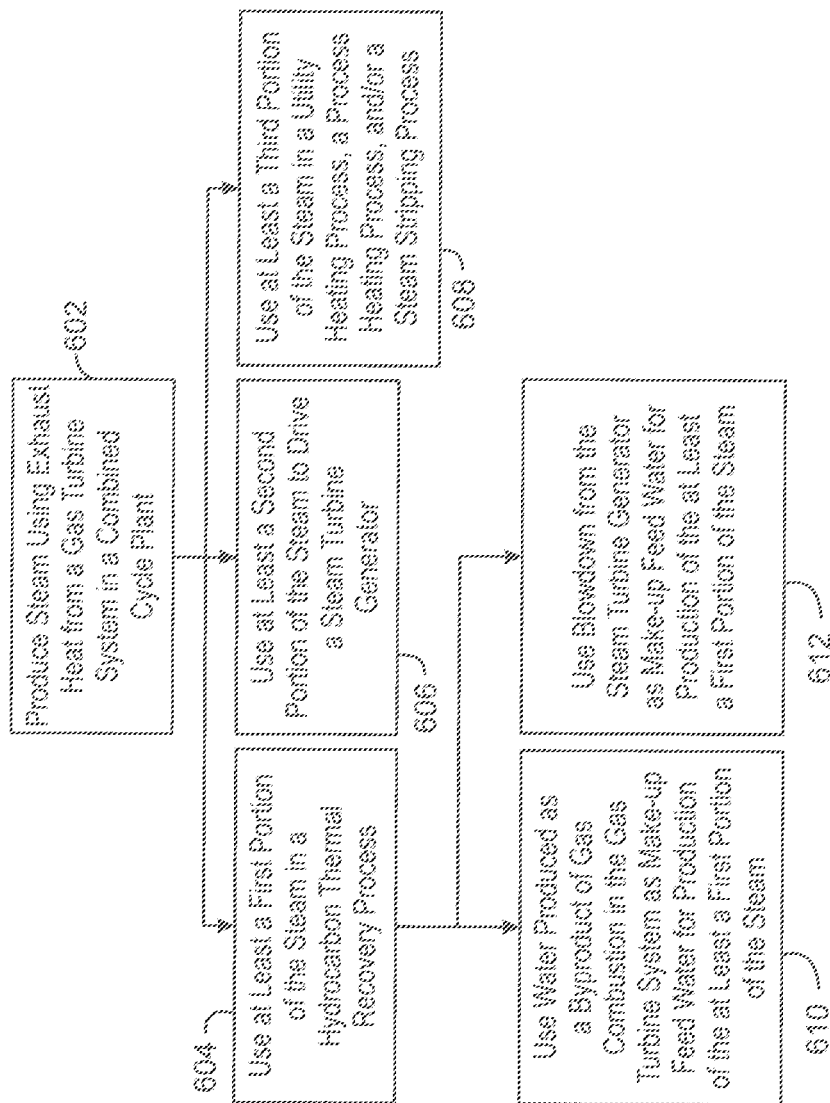 602
Produce Steam Using Exhaust
Heat from a Gas Turbine
System in a Combined
Cycle Plant
604
Use at Least a First Portion
of the Steam in a
Hydrocarbon Thermal
Recovery Process
Use at Least a Second
Portion of the Steam to Drive
a Steam Turbine
Generator
606
Use at Least a Third Portion
of the Steam in a Utility
Heating Process, a Process
Heating Process, and/or a
Steam Stripping Process
608
Use Water Produced as
a Byproduct of Gas
Combustion in the Gas
Turbine System as Make-up
Feed Water for Production
of the at Least a First Portion
of the Steam
610
Use Blowdown from the
Steam Turbine Generator
as Make-up Feed Water for
Production of the at Least
a First Portion of the Steam
612